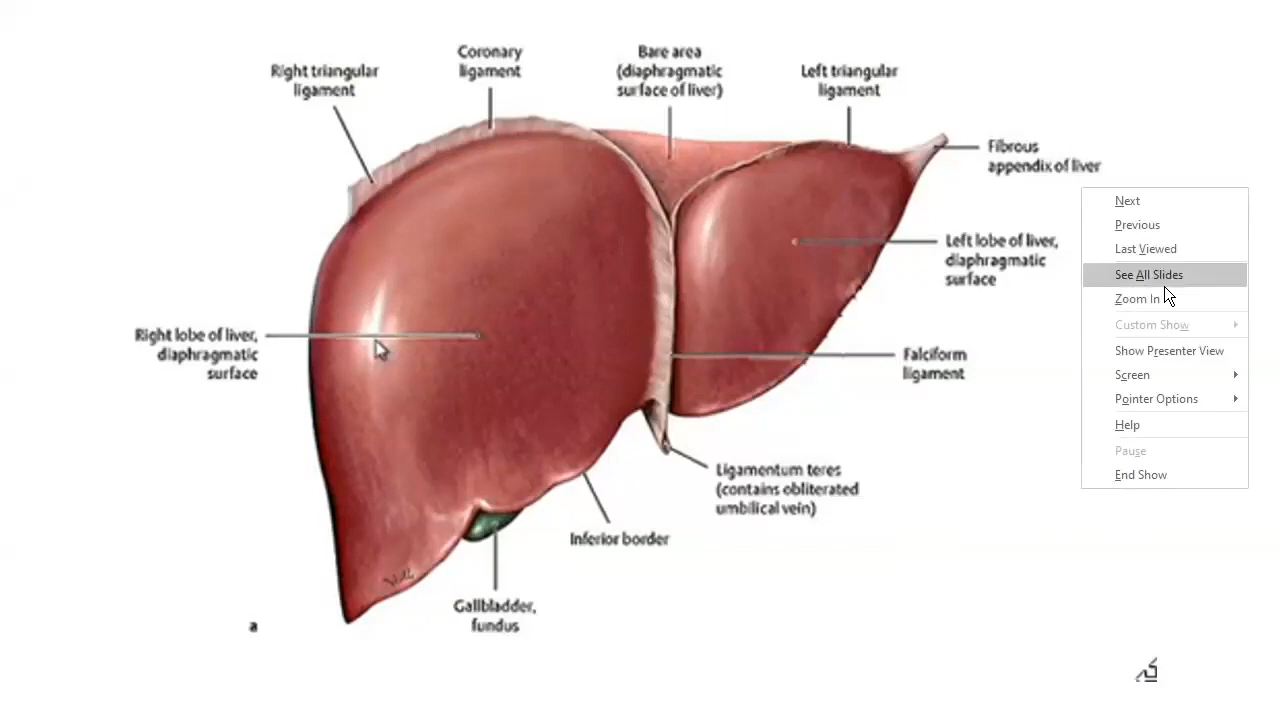 Coronary
ligament
Bare area
(diaphragmatic
surface of liver)
Right triangular
ligament
Left triangular
ligament
Fibrous
appendix of liver
Left lobe of liver,
diaphragmatic
surface
Right lobe of liver,
diaphragmatic
surface
Falciform
ligament
Ligamentum teres
(contains obliterated
umbilical vein)
Inferior border
Gallbladder,
fundus
a
Next
Previous
Last Viewed
See All Slides
Zoom In
Custom Show
Show Presenter View
Screen
Pointer Options
Help
Pause
End Show